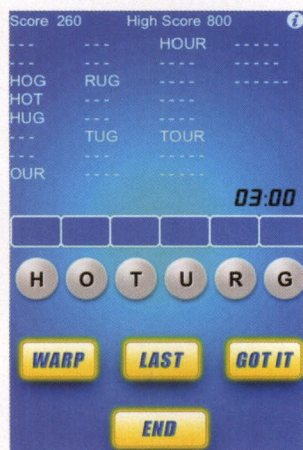 Score 260 High Score 800 i
--- --- HOUR -----
--- --- ---- -----
HOG RUG ---- ------
HOT --- ----
HUG --- ----
--- TUG TOUR
--- ---- -----
OUR ---- -----
03:00
H O T U R G
WARP LAST GOT IT
END